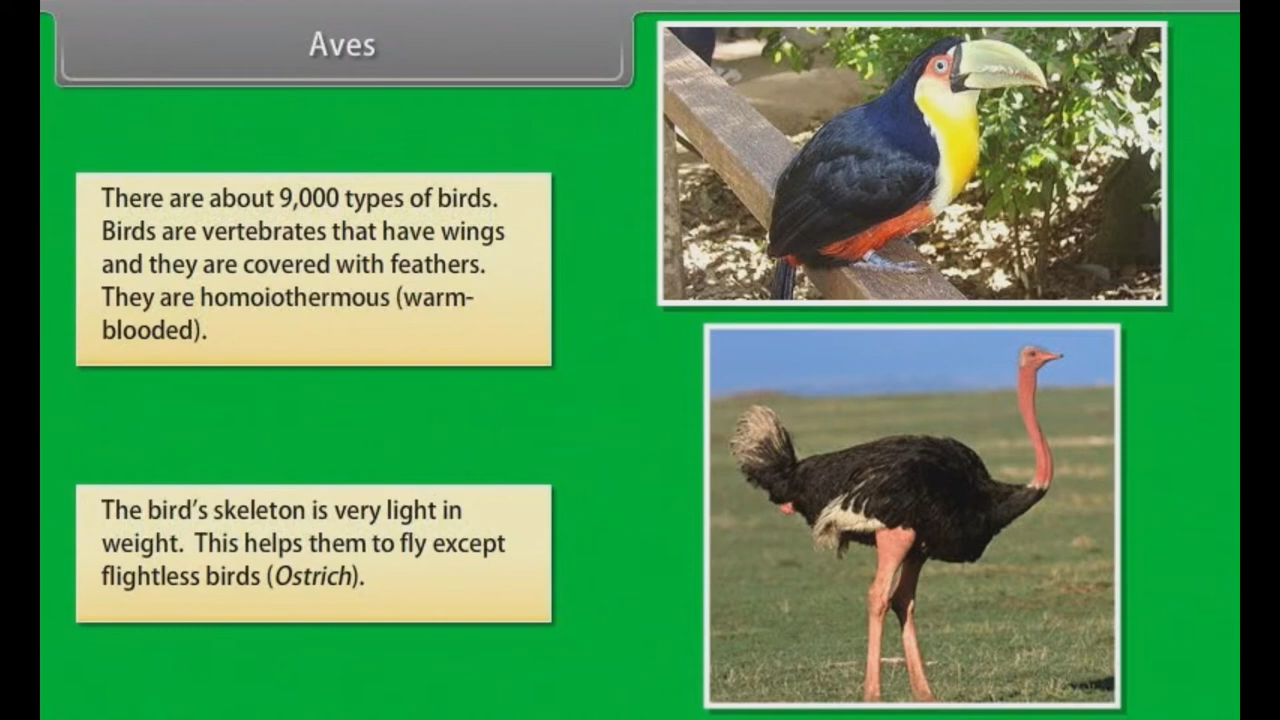 Aves
There are about 9,000 types of birds.
Birds are vertebrates that have wings
and they are covered with feathers.
They are homoiothermous (warm-
blooded).
The bird's skeleton is very light in
weight.  This helps them to fly except
flightless birds (Ostrich).